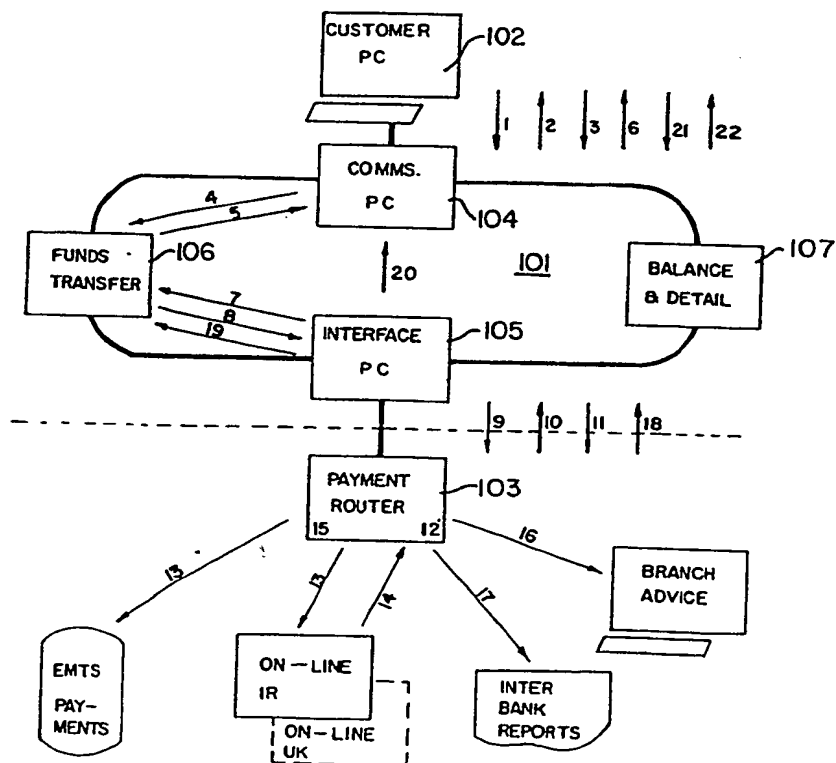 CUSTOMER
PC
102
1
2
3
6
21
22
COMMS.
PC
104
4
5
106
FUNDS
TRANSFER
20
101
107
BALANCE
& DETAIL
7
8
19
105
INTERFACE
PC
9
10
11
18
PAYMENT
ROUTER
103
15
12
13
13
14
17
16
BRANCH
ADVICE
EMTS
PAY-
MENTS
ON-LINE
IR
ON-LINE
UK
INTER
BANK
REPORTS